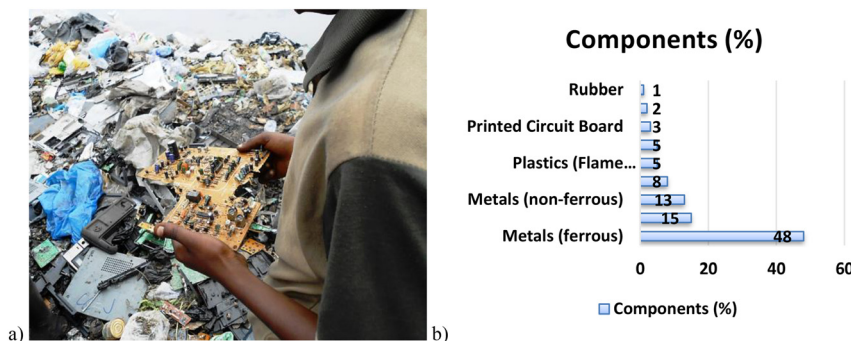 a)
b)
Components (%)
Rubber 1
2
Printed Circuit Board 3
5
Plastics (Flame... 5
8
Metals (non-ferrous) 13
15
Metals (ferrous) 48
0 20 40 60
Components (%)